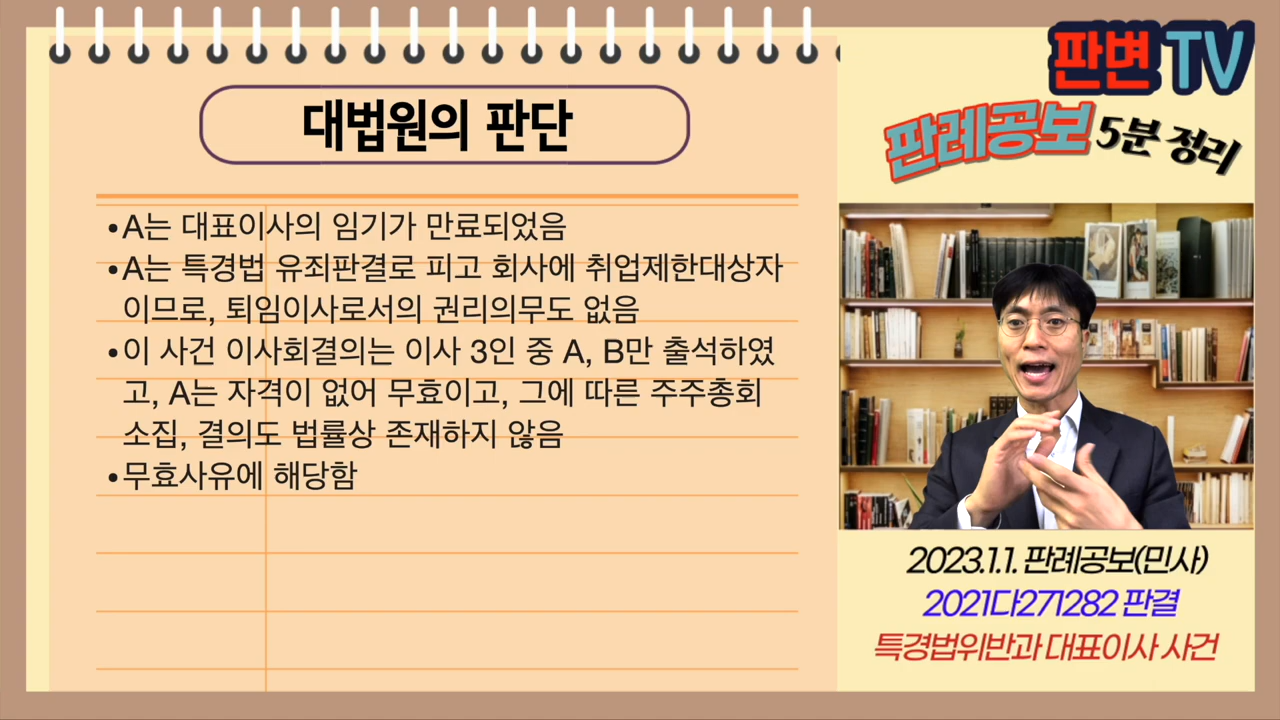 대법원의 판단
•A는 대표이사의 임기가 만료되었음
•A는 특경법 유죄판결로 피고 회사에 취업제한대상자
이므로, 퇴임이사로서의 권리의무도 없음
•이 사건 이사회결의는 이사 3인 중 A, B만 출석하였
고, A는 자격이 없어 무효이고, 그에 따른 주주총회
소집, 결의도 법률상 존재하지 않음
•무효사유에 해당함
판변 TV
판례공보 5분 정리
2023.1.1. 판례공보(민사)
2021다271282 판결
특경법위반과 대표이사 사건